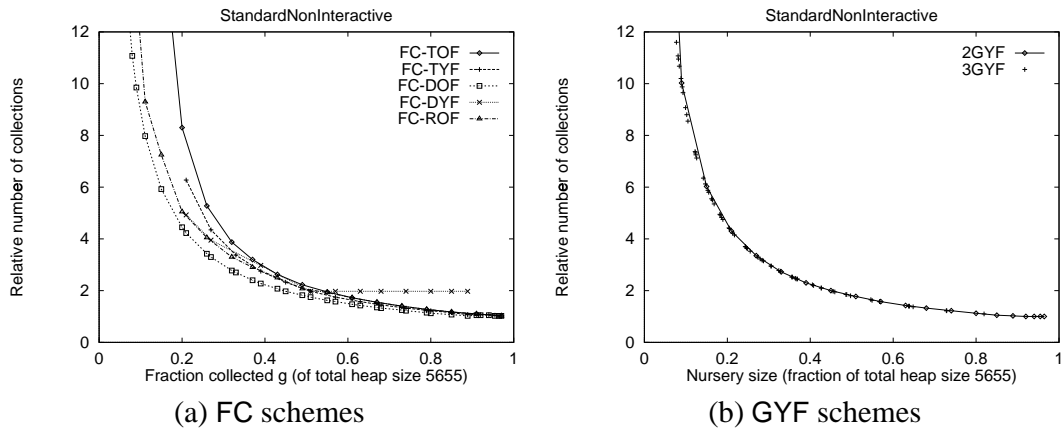 StandardNonInteractive
Relative number of collections
12
10
8
6
4
2
0
0
0.2
0.4
0.6
0.8
1
FC-TOF
FC-TYF
FC-DOF
FC-DYF
FC-ROF
Fraction collected g (of total heap size 5655)
(a) FC schemes
StandardNonInteractive
Relative number of collections
12
10
8
6
4
2
0
0
0.2
0.4
0.6
0.8
1
2GYF
3GYF
Nursery size (fraction of total heap size 5655)
(b) GYF schemes